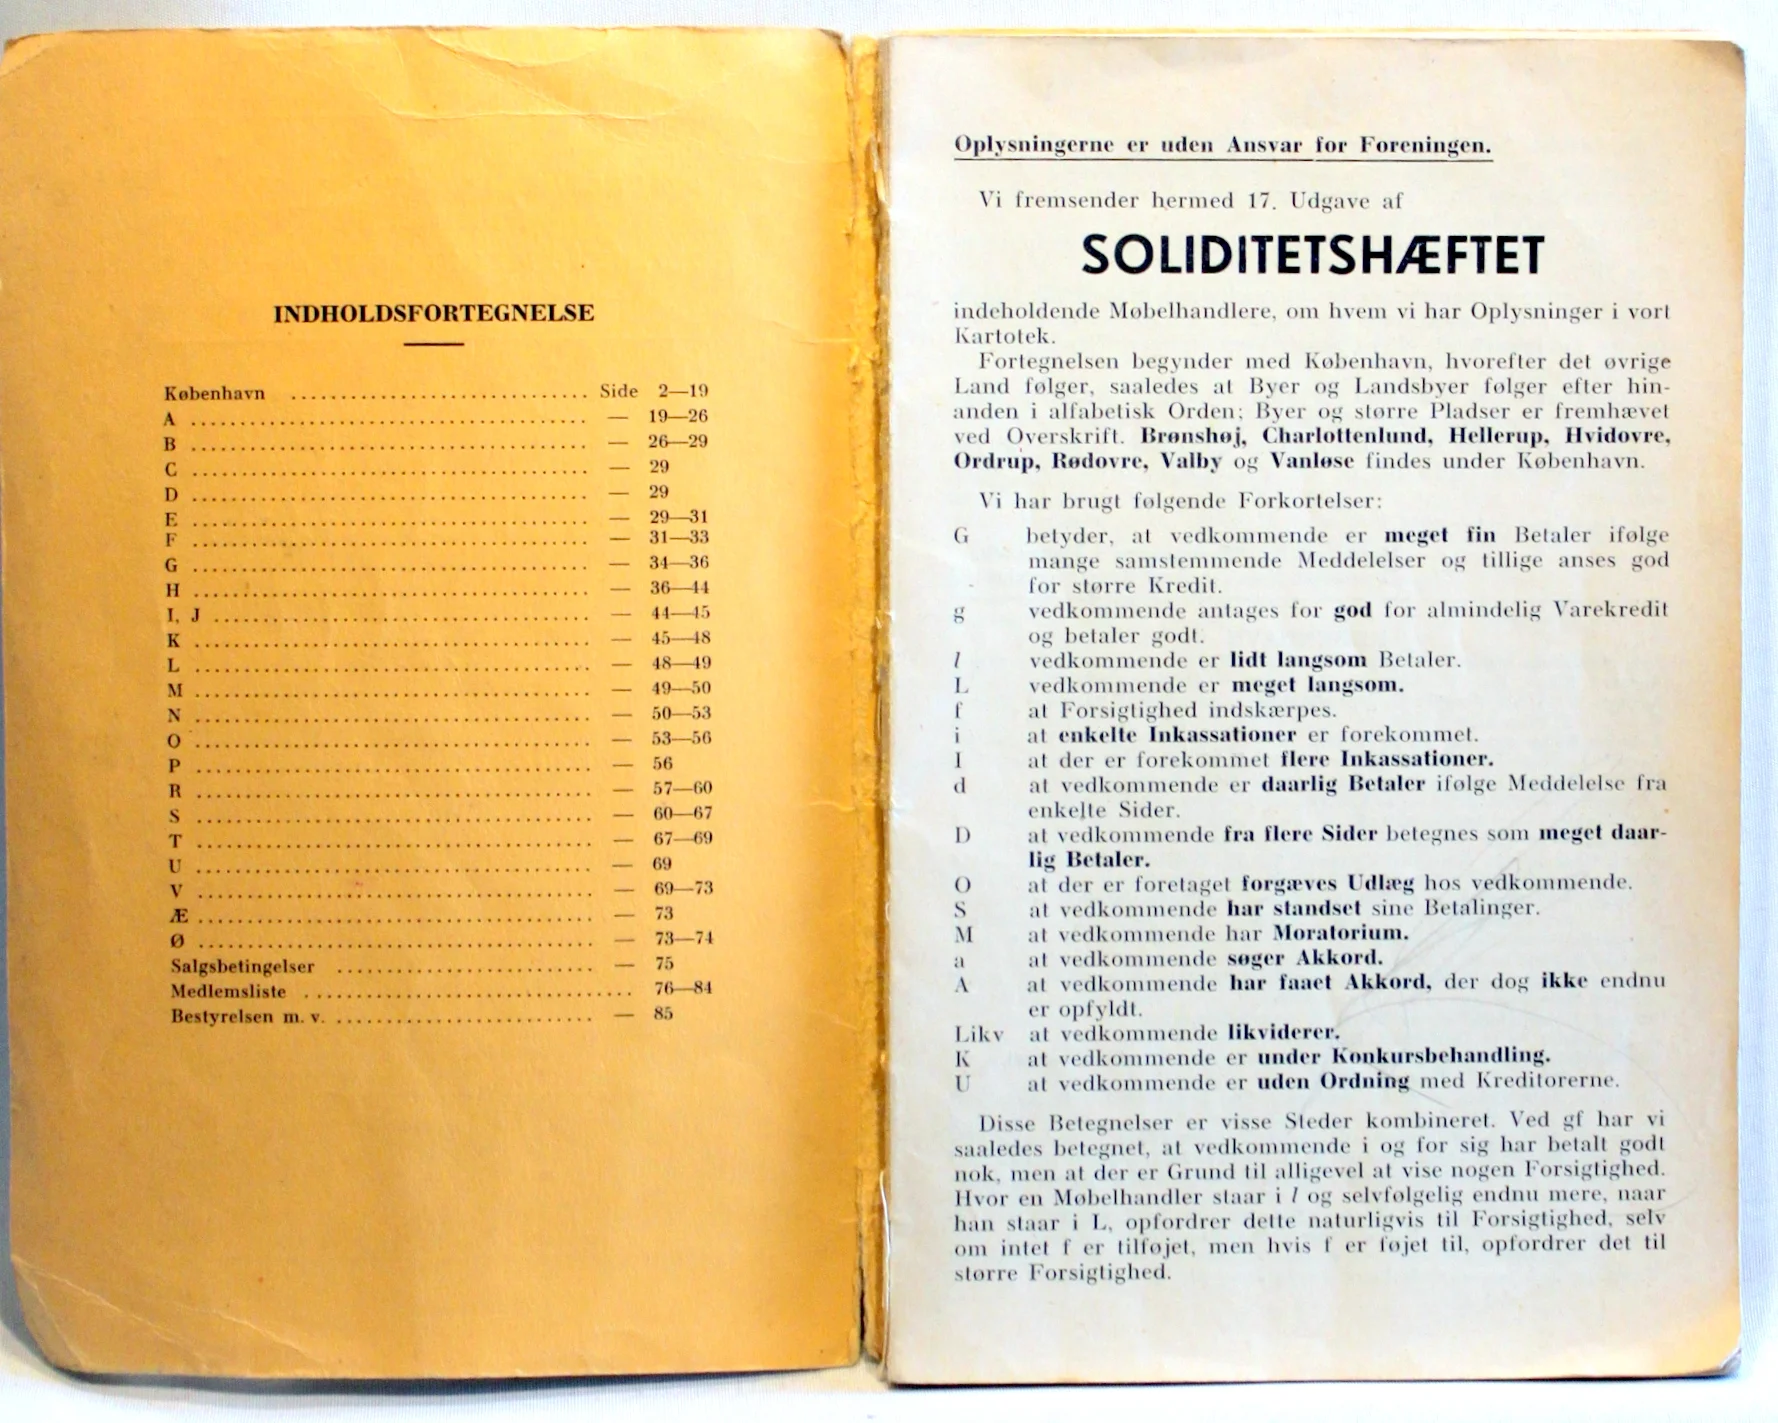 INDHOLDSFORTEGNELSE
København .............................. Side 2—19
A ................................................ — 19—26
B ................................................ — 26—29
C ................................................ — 29
D ................................................ — 29
E ................................................ — 29—31
F ................................................ — 31—33
G ................................................ — 34—36
H ................................................ — 36—44
I, J ............................................. — 44—45
K ................................................ — 45—48
L ................................................ — 48—49
M ................................................ — 49—50
N ................................................ — 50—53
O ................................................ — 53—56
P ................................................ — 56
R ................................................ — 57—60
S ................................................ — 60—67
T ................................................ — 67—69
U ................................................ — 69
V ................................................ — 69—73
Æ ................................................ — 73
Ø ................................................ — 73—74
Salgsbetingelser .......................... — 75
Medlemsliste ................................. 76—84
Bestyrelsen m. v. .......................... — 85
Oplysningerne er uden Ansvar for Foreningen.
Vi fremsender hermed 17. Udgave af
SOLIDITETSHÆFTET
indeholdende Møbelhandlere, om hvem vi har Oplysninger i vort
Kartotek.
Fortegnelsen begynder med København, hvorefter det øvrige
Land følger, saaledes at Byer og Landsbyer følger efter hin-
anden i alfabetisk Orden; Byer og større Pladser er fremhævet
ved Overskrift. Brønshøj, Charlottenlund, Hellerup, Hvidovre,
Ordrup, Rødovre, Valby og Vanløse findes under København.
Vi har brugt følgende Forkortelser:
G betyder, at vedkommende er meget fin Betaler ifølge
mange samstemmende Meddelelser og tillige anses god
for større Kredit.
g vedkommende antages for god for almindelig Varekredit
og betaler godt.
l vedkommende er lidt langsom Betaler.
L vedkommende er meget langsom.
f at Forsigtighed indskærpes.
i at enkelte Inkassationer er forekommet.
I at der er forekommet flere Inkassationer.
d at vedkommende er daarlig Betaler ifølge Meddelelse fra
enkelte Sider.
D at vedkommende fra flere Sider betegnes som meget daar-
lig Betaler.
O at der er foretaget forgæves Udlæg hos vedkommende.
S at vedkommende har standset sine Betalinger.
M at vedkommende har Moratorium.
a at vedkommende søger Akkord.
A at vedkommende har faaet Akkord, der dog ikke endnu
er opfyldt.
Likv at vedkommende likviderer.
K at vedkommende er under Konkursbehandling.
U at vedkommende er uden Ordning med Kreditorerne.
Disse Betegnelser er visse Steder kombineret. Ved gf har vi
saaledes betegnet, at vedkommende i og for sig har betalt godt
nok, men at der er Grund til alligevel at vise nogen Forsigtighed.
Hvor en Møbelhandler staar i l og selvfølgelig endnu mere, naar
han staar i L, opfordrer dette naturligvis til Forsigtighed, selv
om intet f er tilføjet, men hvis f er føjet til, opfordrer det til
større Forsigtighed.